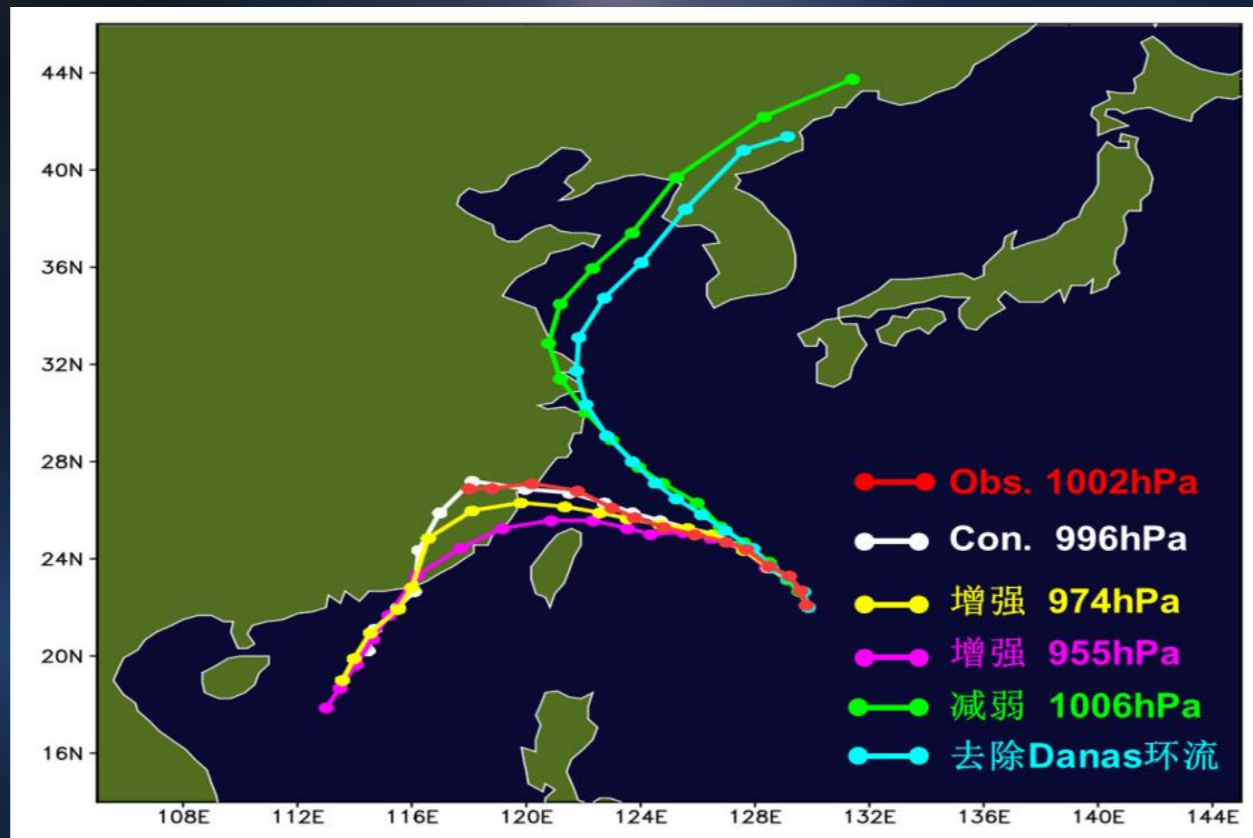 44N
40N
36N
32N
28N
24N
20N
16N
108E 112E 116E 120E 124E 128E 132E 136E 140E 144E
Obs. 1002hPa
Con. 996hPa
增强 974hPa
增强 955hPa
减弱 1006hPa
去除Danas环流